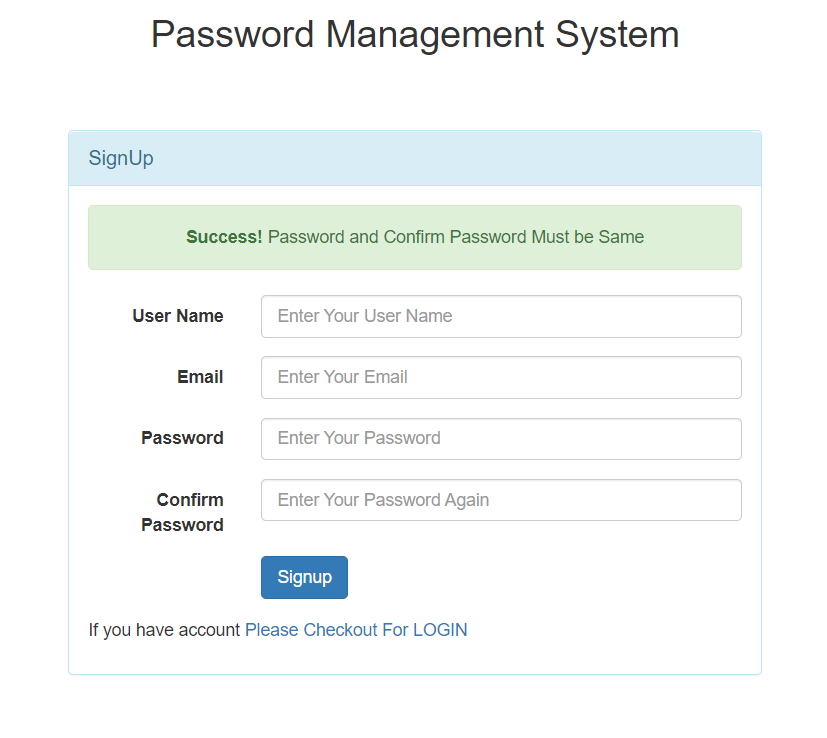 Password Management System
SignUp
Success! Password and Confirm Password Must be Same
User Name
Enter Your User Name
Email
Enter Your Email
Password
Enter Your Password
Confirm
Password
Enter Your Password Again
Signup
If you have account Please Checkout For LOGIN